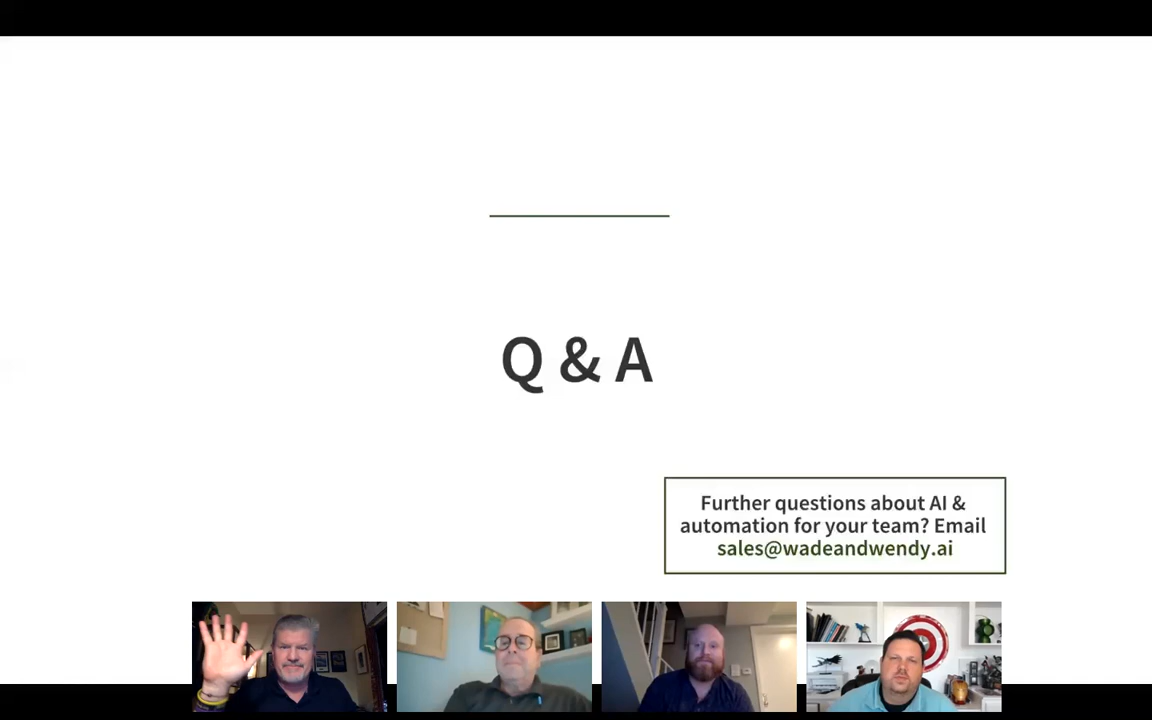 Q & A
Further questions about AI &
automation for your team? Email
sales@wadeandwendy.ai